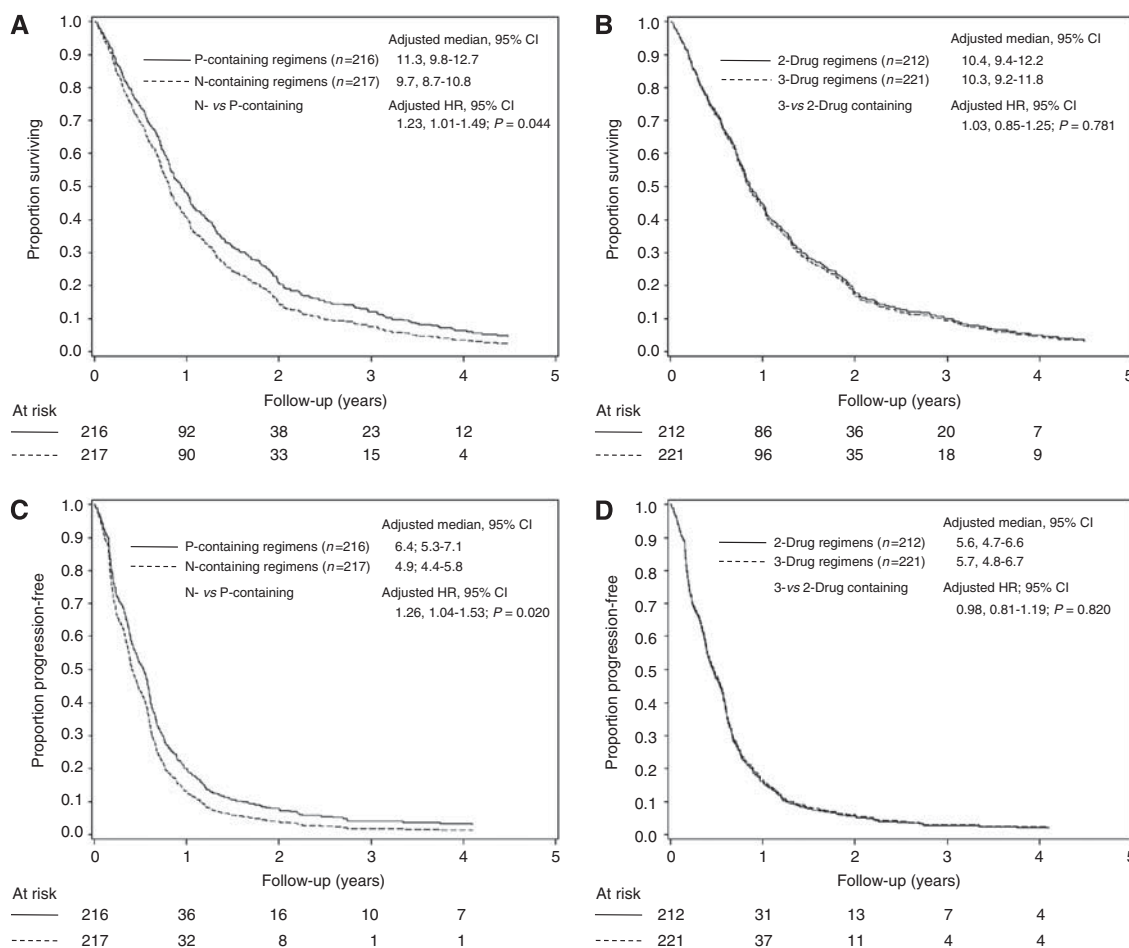 A
Adjusted median, 95% CI
P-containing regimens (n=216) 11.3, 9.8-12.7
N-containing regimens (n=217) 9.7, 8.7-10.8
N- vs P-containing Adjusted HR, 95% CI
1.23, 1.01-1.49; P = 0.044
Proportion surviving
1.0
0.9
0.8
0.7
0.6
0.5
0.4
0.3
0.2
0.1
0.0
0 1 2 3 4 5
Follow-up (years)
At risk
216 92 38 23 12
217 90 33 15 4
B
Adjusted median, 95% CI
2-Drug regimens (n=212) 10.4, 9.4-12.2
3-Drug regimens (n=221) 10.3, 9.2-11.8
3-vs 2-Drug containing Adjusted HR, 95% CI
1.03, 0.85-1.25; P = 0.781
Proportion surviving
1.0
0.9
0.8
0.7
0.6
0.5
0.4
0.3
0.2
0.1
0.0
0 1 2 3 4 5
Follow-up (years)
At risk
212 86 36 20 7
221 96 35 18 9
C
Adjusted median, 95% CI
P-containing regimens (n=216) 6.4; 5.3-7.1
N-containing regimens (n=217) 4.9; 4.4-5.8
N- vs P-containing Adjusted HR, 95% CI
1.26, 1.04-1.53; P = 0.020
Proportion progression-free
1.0
0.9
0.8
0.7
0.6
0.5
0.4
0.3
0.2
0.1
0.0
0 1 2 3 4 5
Follow-up (years)
At risk
216 36 16 10 7
217 32 8 1 1
D
Adjusted median, 95% CI
2-Drug regimens (n=212) 5.6, 4.7-6.6
3-Drug regimens (n=221) 5.7, 4.8-6.7
3-vs 2-Drug containing Adjusted HR; 95% CI
0.98, 0.81-1.19; P = 0.820
Proportion progression-free
1.0
0.9
0.8
0.7
0.6
0.5
0.4
0.3
0.2
0.1
0.0
0 1 2 3 4 5
Follow-up (years)
At risk
212 31 13 7 4
221 37 11 4 4